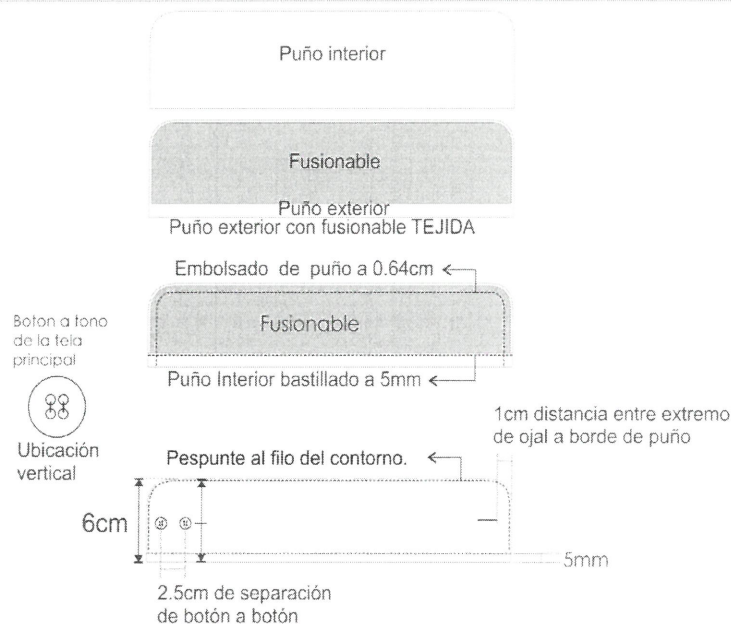 Puño interior
Fusionable
Puño exterior
Puño exterior con fusionable TEJIDA
Embolsado de puño a 0.64cm
Fusionable
Boton a tono
de la tela
principal
Puño Interior bastillado a 5mm
Ubicación
vertical
1cm distancia entre extremo
de ojal a borde de puño
Pespunte al filo del contorno.
6cm
5mm
2.5cm de separación
de botón a botón